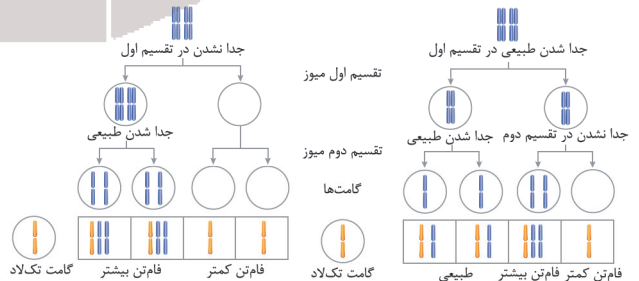 جدا شدن طبیعی در تقسیم اول
جدا نشدن در تقسیم اول
تقسیم اول میوز
جدا نشدن در تقسیم دوم
جدا شدن طبیعی
جدا شدن طبیعی
تقسیم دوم میوز
گامت‌ها
فام‌تن کمتر
فام‌تن بیشتر
طبیعی
گامت تک‌لاد
فام‌تن کمتر
فام‌تن بیشتر
گامت تک‌لاد